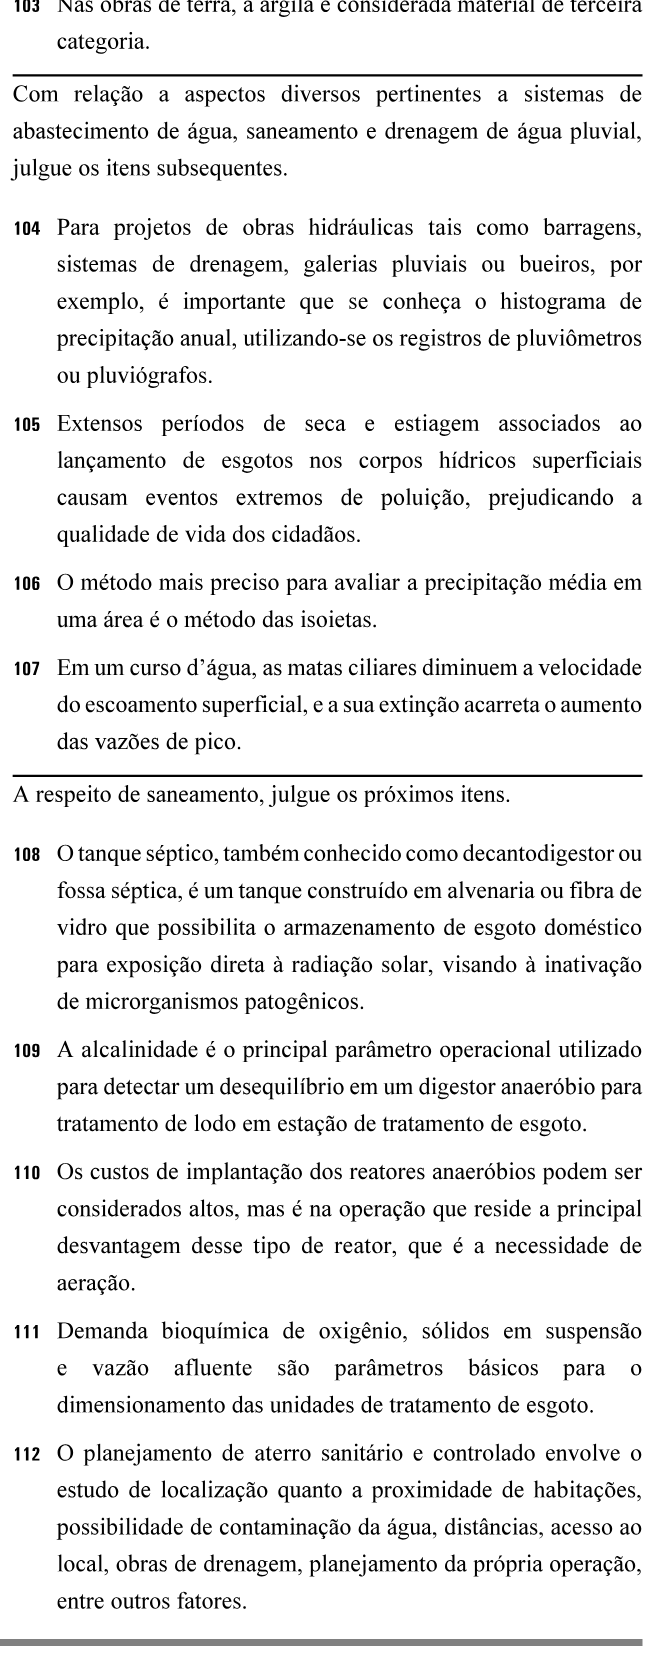 103 Nas obras de terra, a argila é considerada material de terceira
categoria.
Com relação a aspectos diversos pertinentes a sistemas de
abastecimento de água, saneamento e drenagem de água pluvial,
julgue os itens subsequentes.
104 Para projetos de obras hidráulicas tais como barragens,
sistemas de drenagem, galerias pluviais ou bueiros, por
exemplo, é importante que se conheça o histograma de
precipitação anual, utilizando-se os registros de pluviômetros
ou pluviógrafos.
105 Extensos períodos de seca e estiagem associados ao
lançamento de esgotos nos corpos hídricos superficiais
causam eventos extremos de poluição, prejudicando a
qualidade de vida dos cidadãos.
106 O método mais preciso para avaliar a precipitação média em
uma área é o método das isoietas.
107 Em um curso d’água, as matas ciliares diminuem a velocidade
do escoamento superficial, e a sua extinção acarreta o aumento
das vazões de pico.
A respeito de saneamento, julgue os próximos itens.
108 O tanque séptico, também conhecido como decantodigestor ou
fossa séptica, é um tanque construído em alvenaria ou fibra de
vidro que possibilita o armazenamento de esgoto doméstico
para exposição direta à radiação solar, visando à inativação
de microrganismos patogênicos.
109 A alcalinidade é o principal parâmetro operacional utilizado
para detectar um desequilíbrio em um digestor anaeróbio para
tratamento de lodo em estação de tratamento de esgoto.
110 Os custos de implantação dos reatores anaeróbios podem ser
considerados altos, mas é na operação que reside a principal
desvantagem desse tipo de reator, que é a necessidade de
aeração.
111 Demanda bioquímica de oxigênio, sólidos em suspensão
e vazão afluente são parâmetros básicos para o
dimensionamento das unidades de tratamento de esgoto.
112 O planejamento de aterro sanitário e controlado envolve o
estudo de localização quanto a proximidade de habitações,
possibilidade de contaminação da água, distâncias, acesso ao
local, obras de drenagem, planejamento da própria operação,
entre outros fatores.